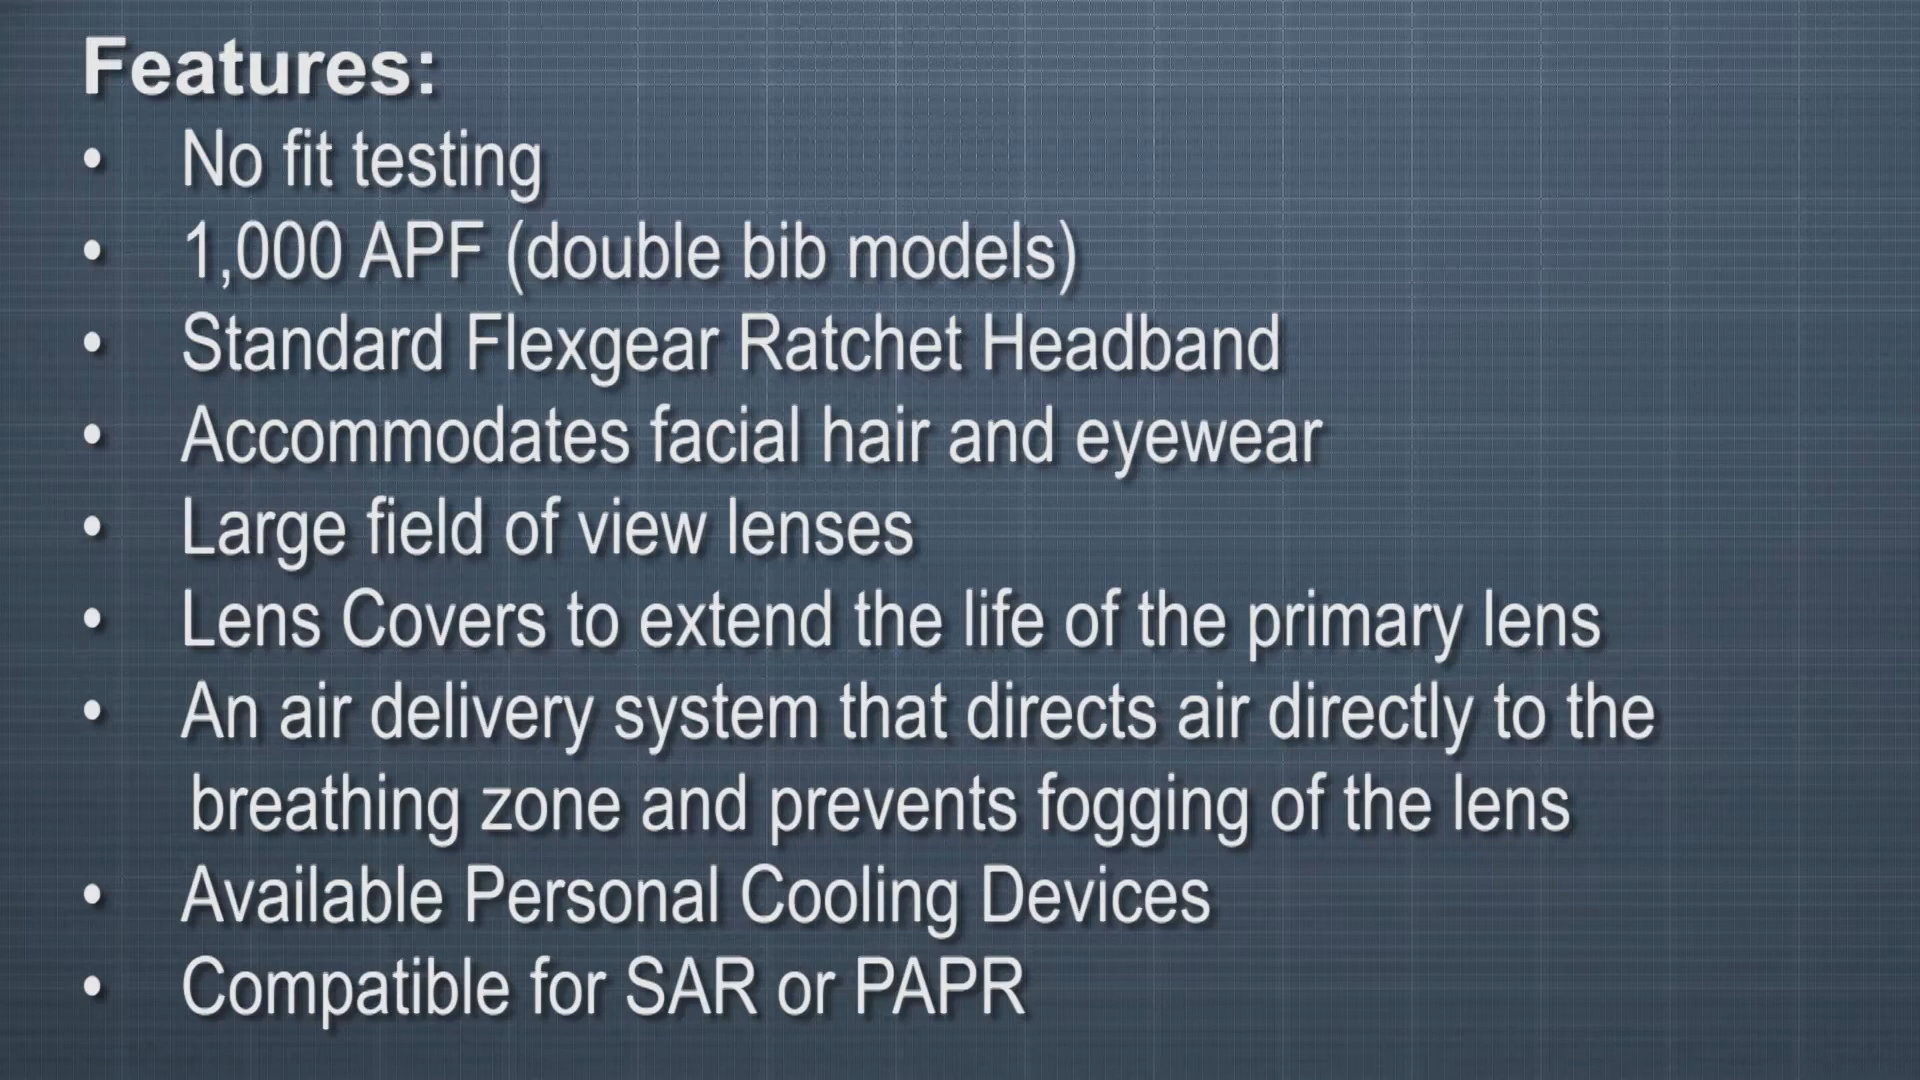 Features:
• No fit testing
• 1,000 APF (double bib models)
• Standard Flexgear Ratchet Headband
• Accommodates facial hair and eyewear
• Large field of view lenses
• Lens Covers to extend the life of the primary lens
• An air delivery system that directs air directly to the
breathing zone and prevents fogging of the lens
• Available Personal Cooling Devices
• Compatible for SAR or PAPR